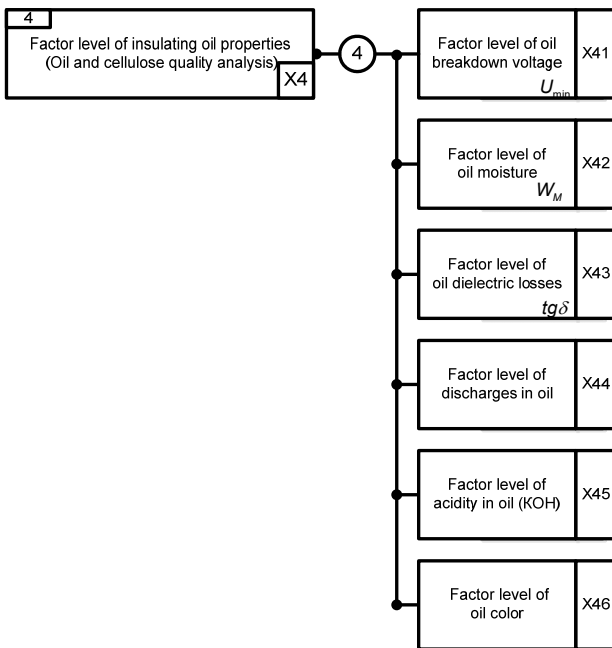 4
Factor level of insulating oil properties
(Oil and cellulose quality analysis)
X4
4
Factor level of oil
breakdown voltage
U min
X41
Factor level of
oil moisture
W M
X42
Factor level of
oil dielectric losses
tgδ
X43
Factor level of
discharges in oil
X44
Factor level of
acidity in oil (KOH)
X45
Factor level of
oil color
X46